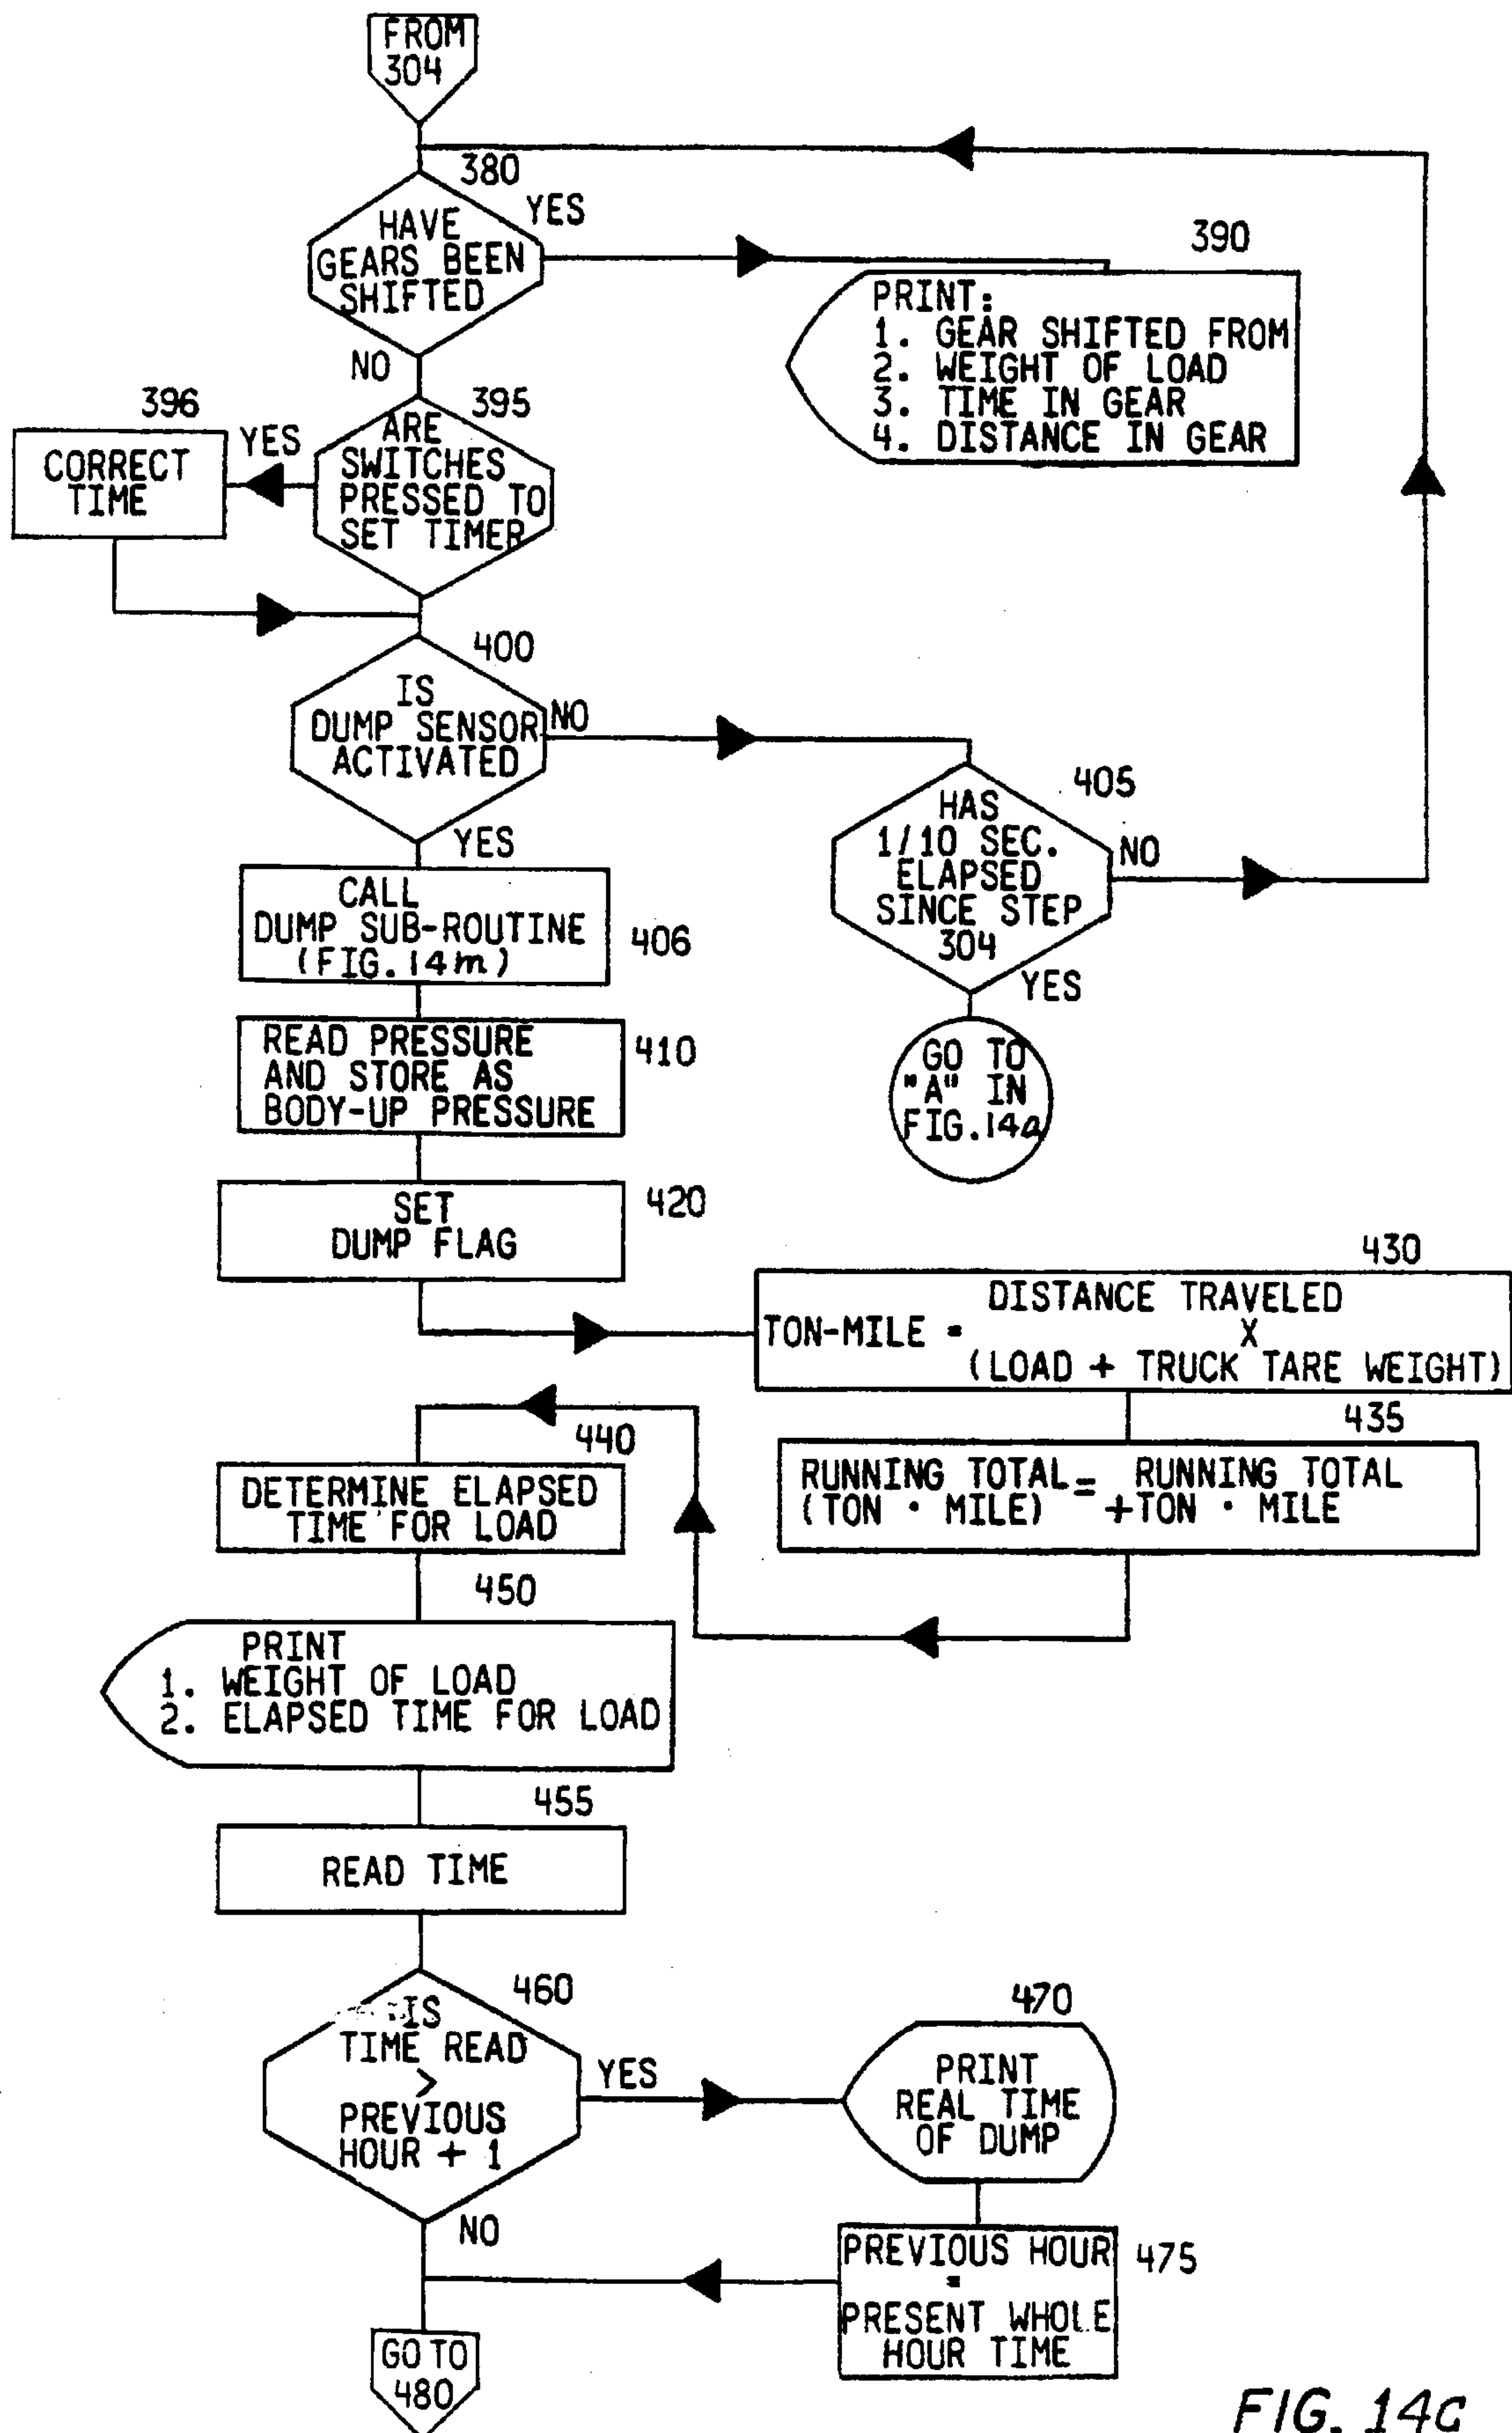 FROM
304
380
HAVE
GEARS BEEN
SHIFTED
YES
NO
390
PRINT:
1. GEAR SHIFTED FROM
2. WEIGHT OF LOAD
3. TIME IN GEAR
4. DISTANCE IN GEAR
395
ARE
SWITCHES
PRESSED TO
SET TIMER
YES
396
CORRECT
TIME
400
IS
DUMP SENSOR
ACTIVATED
NO
YES
405
HAS
1/10 SEC.
ELAPSED
SINCE STEP
304
NO
YES
GO TO
"A" IN
FIG. 14a
CALL
DUMP SUB-ROUTINE
(FIG. 14m)
406
READ PRESSURE
AND STORE AS
BODY-UP PRESSURE
410
SET
DUMP FLAG
420
430
DISTANCE TRAVELED
TON-MILE = X
(LOAD + TRUCK TARE WEIGHT)
435
RUNNING TOTAL = RUNNING TOTAL
(TON · MILE) +TON · MILE
440
DETERMINE ELAPSED
TIME FOR LOAD
450
PRINT
1. WEIGHT OF LOAD
2. ELAPSED TIME FOR LOAD
455
READ TIME
460
IS
TIME READ
>
PREVIOUS
HOUR + 1
YES
NO
470
PRINT
REAL TIME
OF DUMP
PREVIOUS HOUR
=
PRESENT WHOLE
HOUR TIME
475
GO TO
480
FIG. 14c